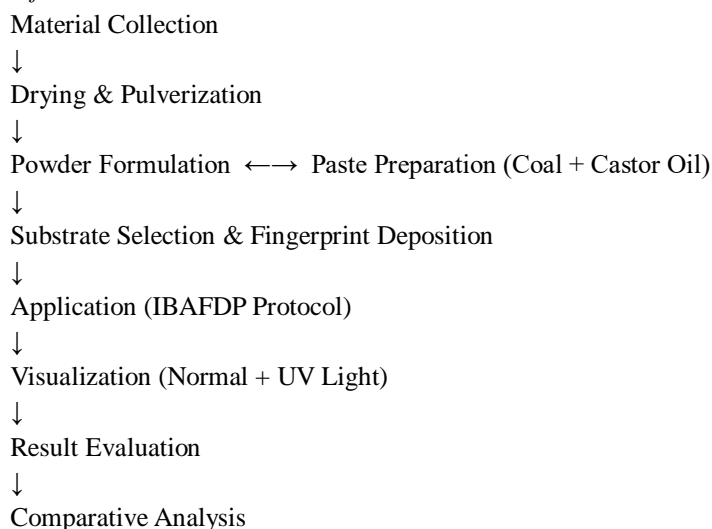 Material Collection
↓
Drying & Pulverization
↓
Powder Formulation ←→ Paste Preparation (Coal + Castor Oil)
↓
Substrate Selection & Fingerprint Deposition
↓
Application (IBAFDP Protocol)
↓
Visualization (Normal + UV Light)
↓
Result Evaluation
↓
Comparative Analysis